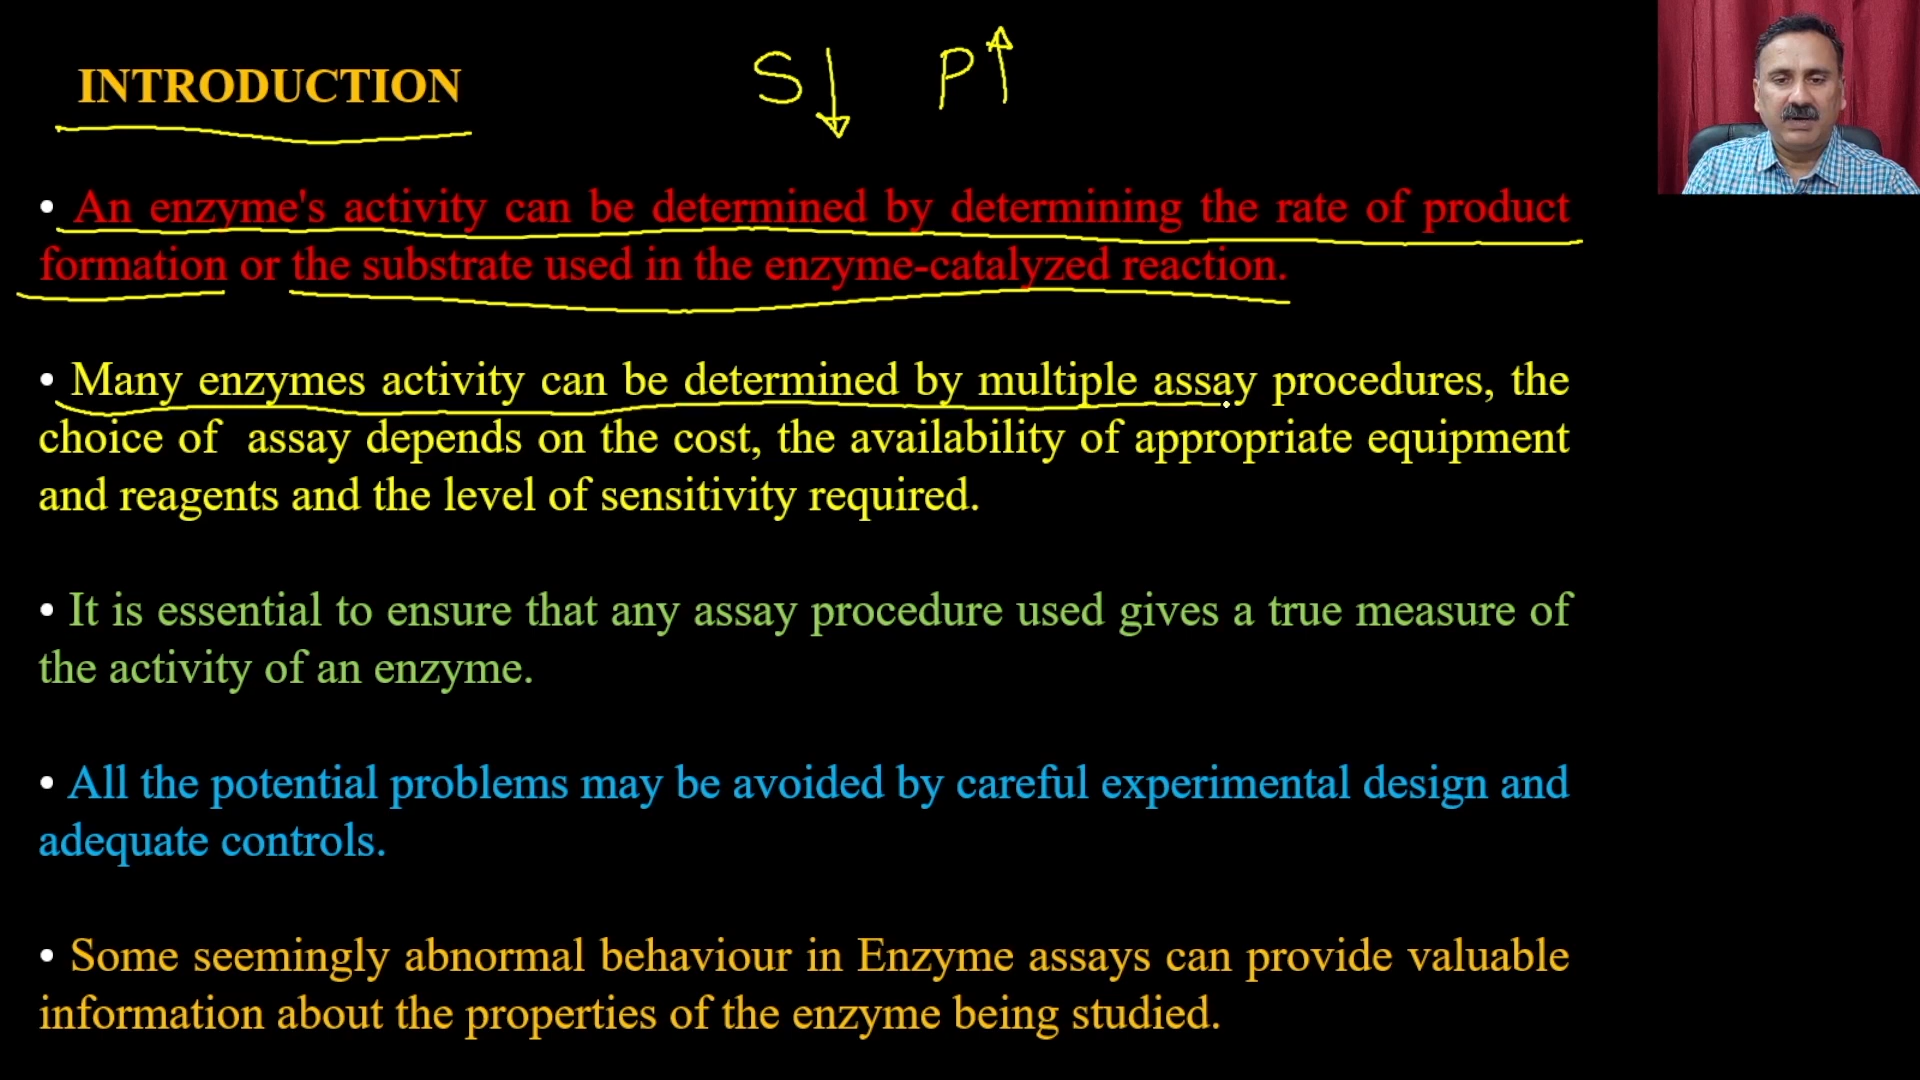 INTRODUCTION
S↓ P↑
• An enzyme's activity can be determined by determining the rate of product
formation or the substrate used in the enzyme-catalyzed reaction.
• Many enzymes activity can be determined by multiple assay procedures, the
choice of assay depends on the cost, the availability of appropriate equipment
and reagents and the level of sensitivity required.
• It is essential to ensure that any assay procedure used gives a true measure of
the activity of an enzyme.
• All the potential problems may be avoided by careful experimental design and
adequate controls.
• Some seemingly abnormal behaviour in Enzyme assays can provide valuable
information about the properties of the enzyme being studied.